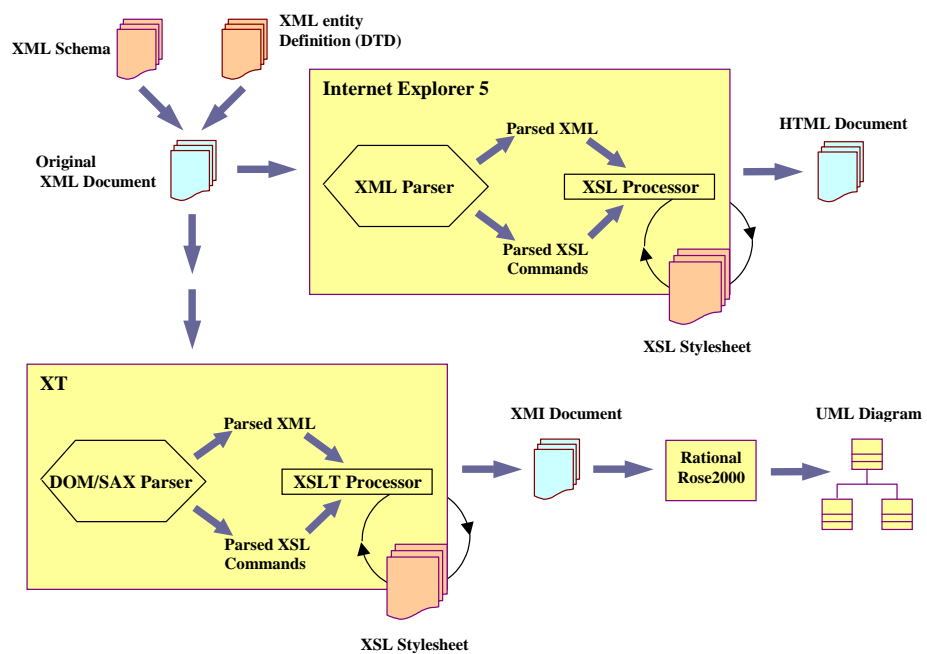 XML Schema
XML entity
Definition (DTD)
Internet Explorer 5
Original
XML Document
Parsed XML
XML Parser
XSL Processor
Parsed XSL
Commands
HTML Document
XSL Stylesheet
XT
Parsed XML
DOM/SAX Parser
XSLT Processor
Parsed XSL
Commands
XSL Stylesheet
XMI Document
Rational
Rose2000
UML Diagram